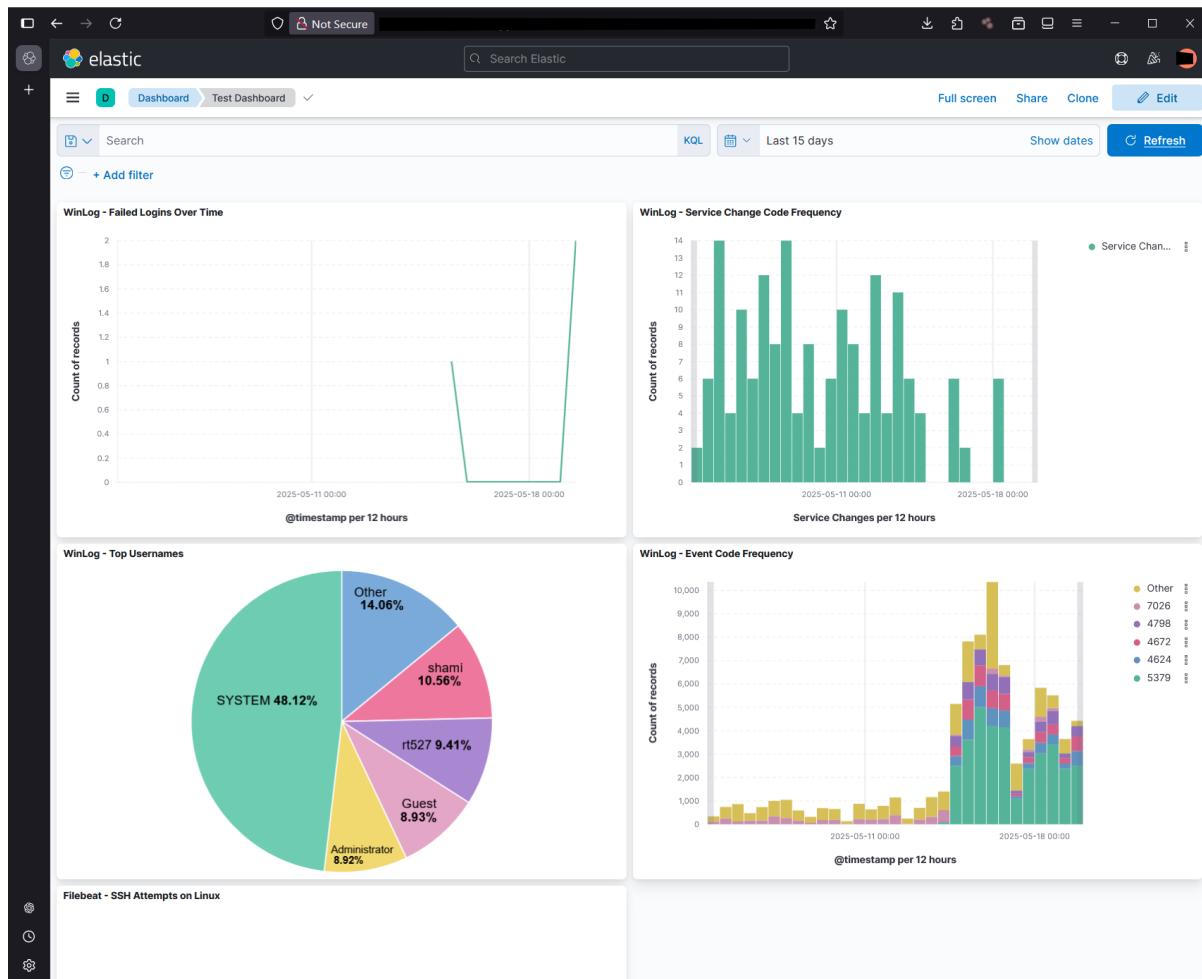 Not Secure
elastic
Search Elastic
D
Dashboard
Test Dashboard
Full screen
Share
Clone
Edit
Search
KQL
Last 15 days
Show dates
Refresh
+ Add filter
WinLog - Failed Logins Over Time
2
1.8
1.6
1.4
1.2
1
0.8
0.6
0.4
0.2
0
Count of records
2025-05-11 00:00
2025-05-18 00:00
@timestamp per 12 hours
WinLog - Service Change Code Frequency
14
13
12
11
10
9
8
7
6
5
4
3
2
1
0
Count of records
2025-05-11 00:00
2025-05-18 00:00
Service Changes per 12 hours
Service Chan...
WinLog - Top Usernames
Other
14.06%
shami
10.56%
SYSTEM 48.12%
rt527 9.41%
Guest
8.93%
Administrator
8.92%
WinLog - Event Code Frequency
10,000
9,000
8,000
7,000
6,000
5,000
4,000
3,000
2,000
1,000
0
Count of records
2025-05-11 00:00
2025-05-18 00:00
@timestamp per 12 hours
Other
7026
4798
4672
4624
5379
Filebeat - SSH Attempts on Linux